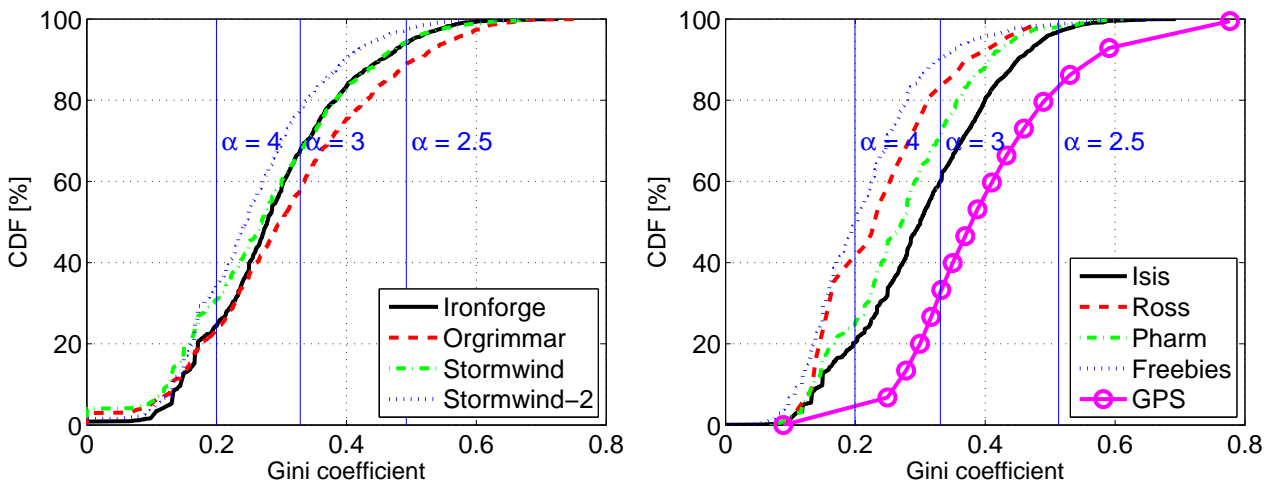 100
80
60
40
20
0
CDF [%]
0
0.2
0.4
0.6
0.8
Gini coefficient
α = 4
α = 3
α = 2.5
Ironforge
Orgrimmar
Stormwind
Stormwind−2
100
80
60
40
20
0
CDF [%]
0
0.2
0.4
0.6
0.8
Gini coefficient
α = 4
α = 3
α = 2.5
Isis
Ross
Pharm
Freebies
GPS